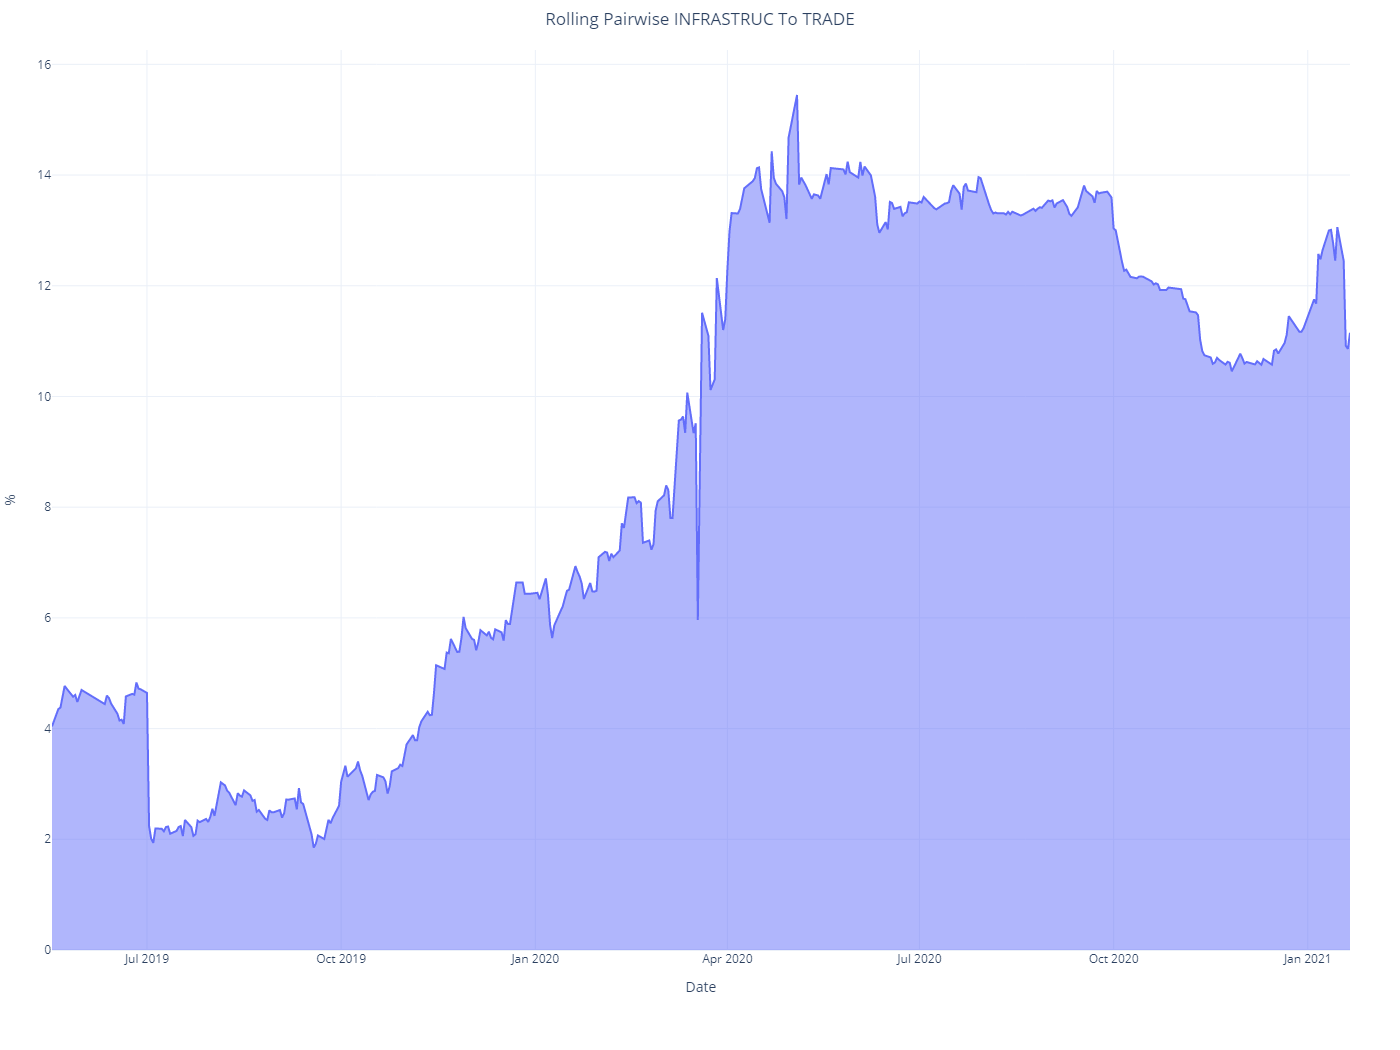 Rolling Pairwise INFRASTRUC To TRADE
16
14
12
10
8
6
4
2
0
%
Jul 2019
Oct 2019
Jan 2020
Apr 2020
Jul 2020
Oct 2020
Jan 2021
Date